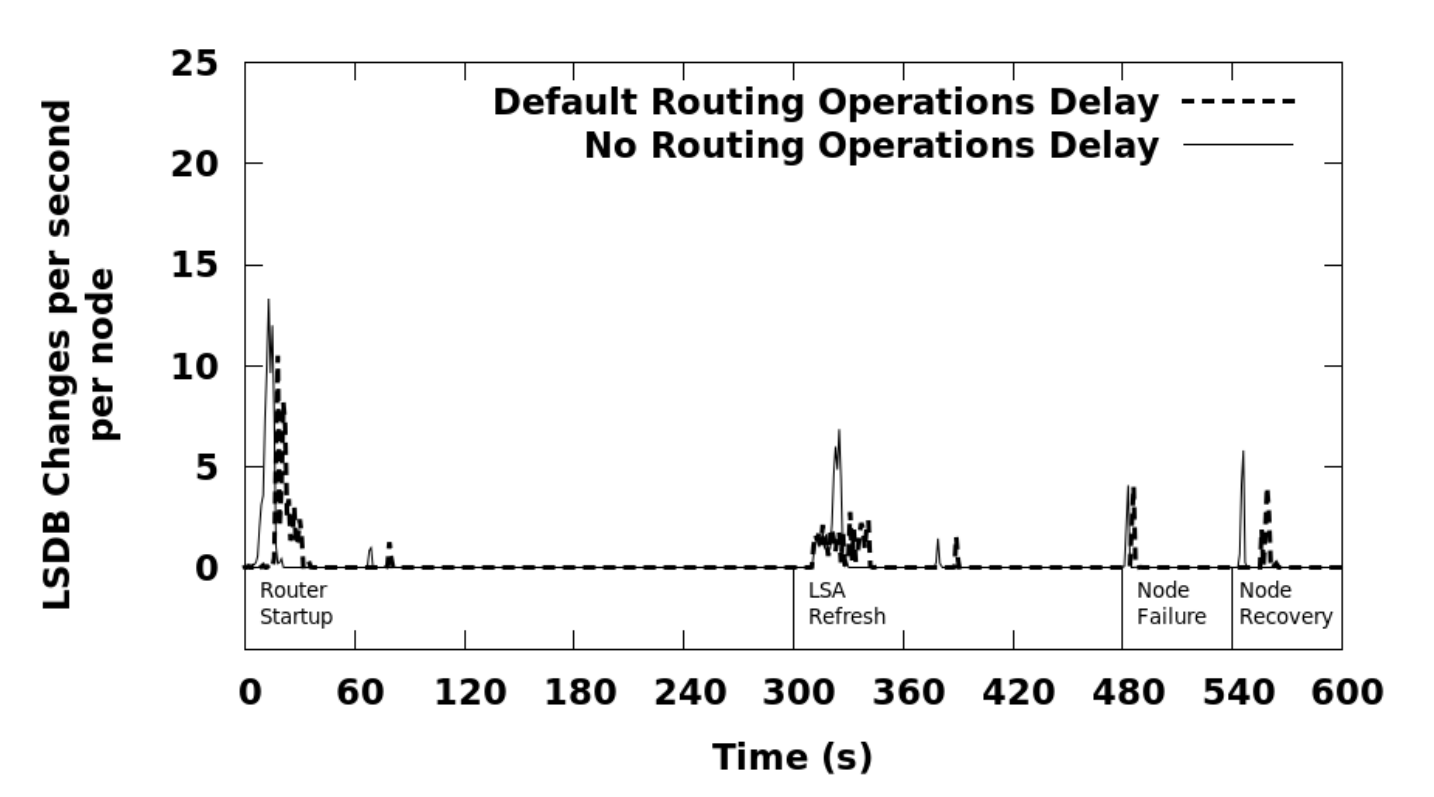 25
20
15
10
5
0
LSDB Changes per second
per node
Default Routing Operations Delay
No Routing Operations Delay
Router
Startup
LSA
Refresh
Node
Failure
Node
Recovery
0 60 120 180 240 300 360 420 480 540 600
Time (s)